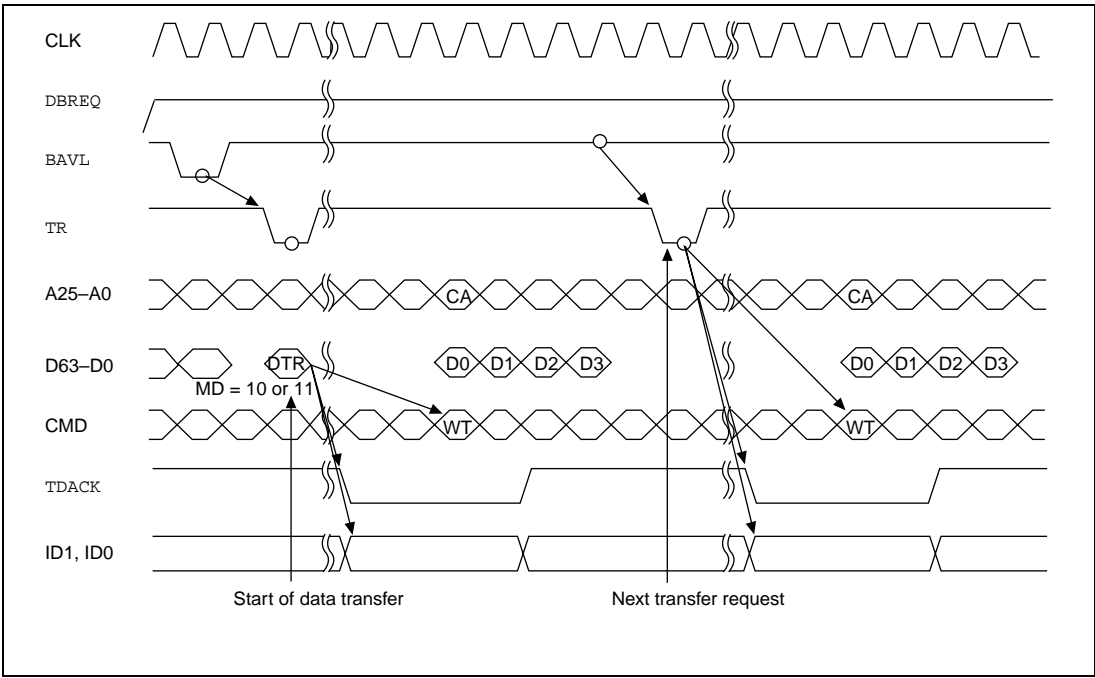 CLK
DBREQ
BAVL
TR
A25–A0
CA
CA
D63–D0
DTR
D0
D1
D2
D3
D0
D1
D2
D3
MD = 10 or 11
CMD
WT
WT
TDACK
ID1, ID0
Start of data transfer
Next transfer request